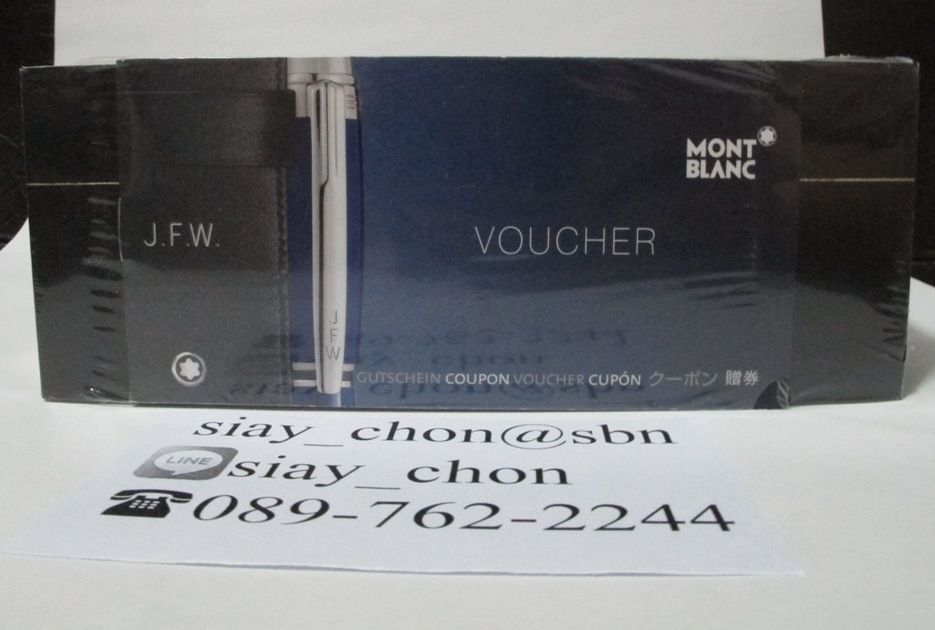 MONT
BLANC
J.F.W.
VOUCHER
JFW
GUTSCHEIN COUPON VOUCHER CUPÓN クーポン 贈券
siay_chon@sbn
LINE siay_chon
089-762-2244